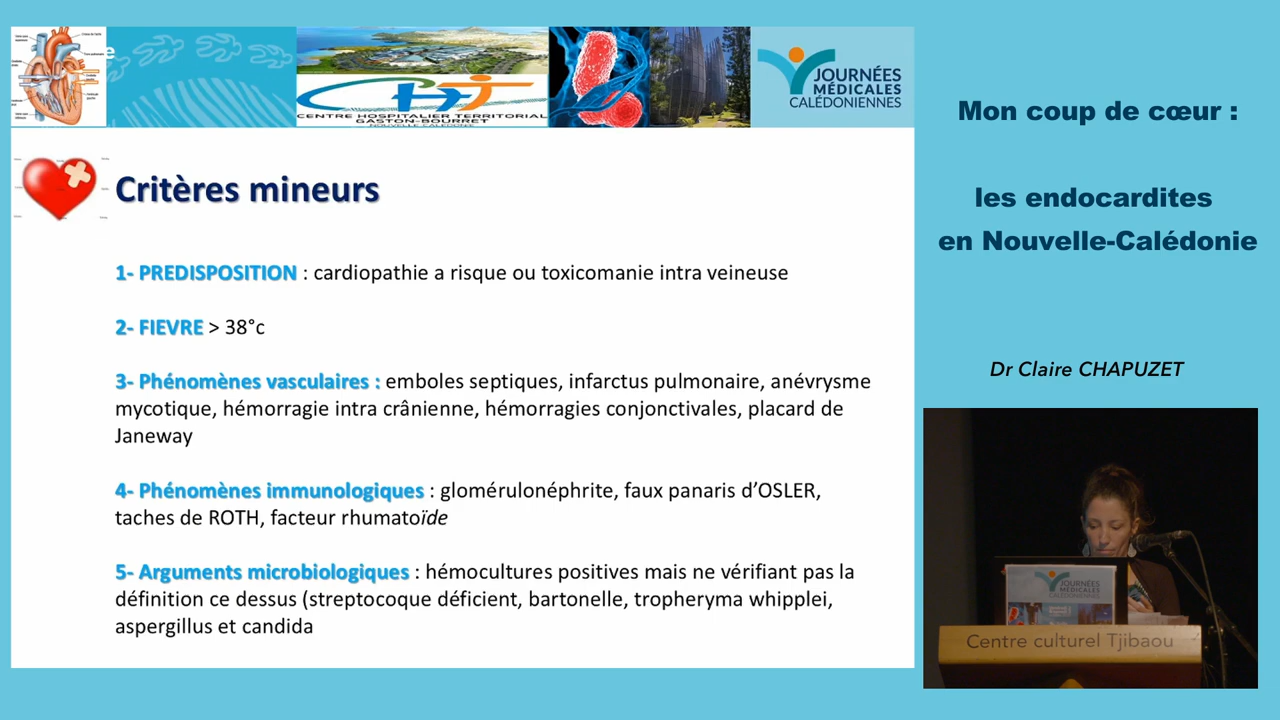 JOURNÉES
MÉDICALES
CALÉDONIENNES
CENTRE HOSPITALIER TERRITORIAL
GASTON-BOURRET
NOUVELLE CALÉDONIE
Critères mineurs
1- PREDISPOSITION : cardiopathie a risque ou toxicomanie intra veineuse
2- FIEVRE > 38°c
3- Phénomènes vasculaires : emboles septiques, infarctus pulmonaire, anévrysme
mycotique, hémorragie intra crânienne, hémorragies conjonctivales, placard de
Janeway
4- Phénomènes immunologiques : glomérulonéphrite, faux panaris d’OSLER,
taches de ROTH, facteur rhumatoïde
5- Arguments microbiologiques : hémocultures positives mais ne vérifiant pas la
définition ce dessus (streptocoque déficient, bartonelle, tropheryma whipplei,
aspergillus et candida
Mon coup de cœur :
les endocardites
en Nouvelle-Calédonie
Dr Claire CHAPUZET
JOURNÉES
MÉDICALES
CALÉDONIENNES
Centre culturel Tjibaou